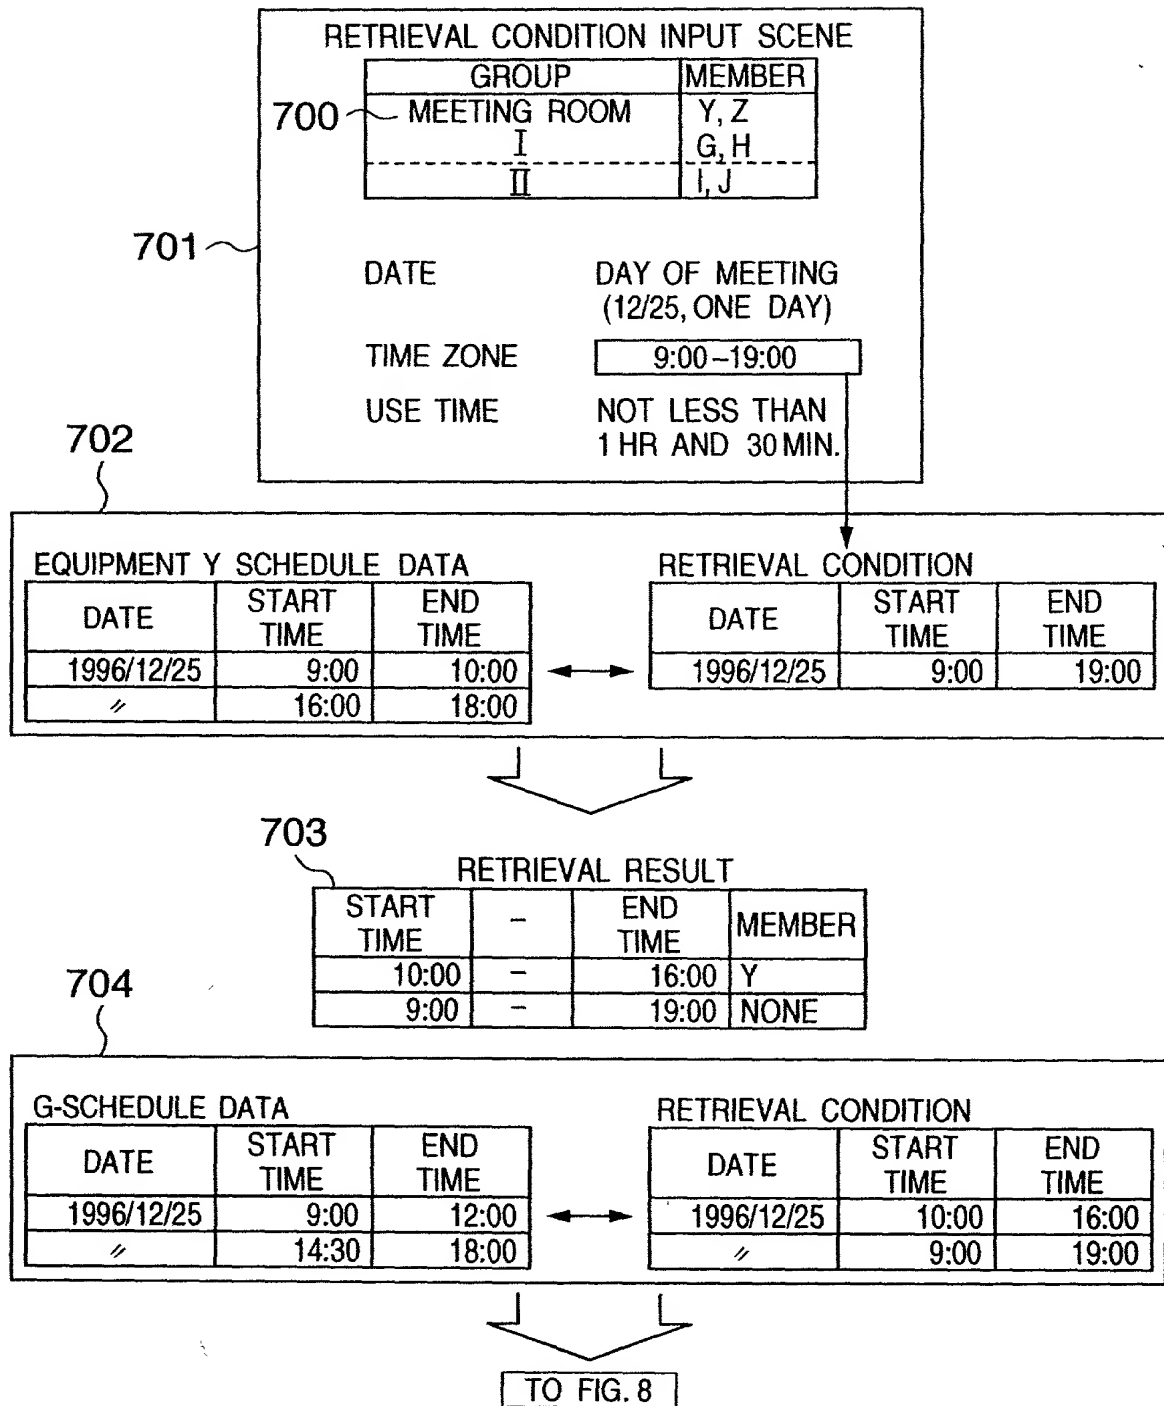 RETRIEVAL CONDITION INPUT SCENE
GROUP MEMBER
700 MEETING ROOM Y, Z
I G, H
II I, J
701
DATE DAY OF MEETING
(12/25, ONE DAY)
TIME ZONE 9:00–19:00
USE TIME NOT LESS THAN
1 HR AND 30 MIN.
702
EQUIPMENT Y SCHEDULE DATA
DATE START TIME END TIME
1996/12/25 9:00 10:00
〃 16:00 18:00
RETRIEVAL CONDITION
DATE START TIME END TIME
1996/12/25 9:00 19:00
703
RETRIEVAL RESULT
START TIME – END TIME MEMBER
10:00 – 16:00 Y
9:00 – 19:00 NONE
704
G-SCHEDULE DATA
DATE START TIME END TIME
1996/12/25 9:00 12:00
〃 14:30 18:00
RETRIEVAL CONDITION
DATE START TIME END TIME
1996/12/25 10:00 16:00
〃 9:00 19:00
TO FIG. 8